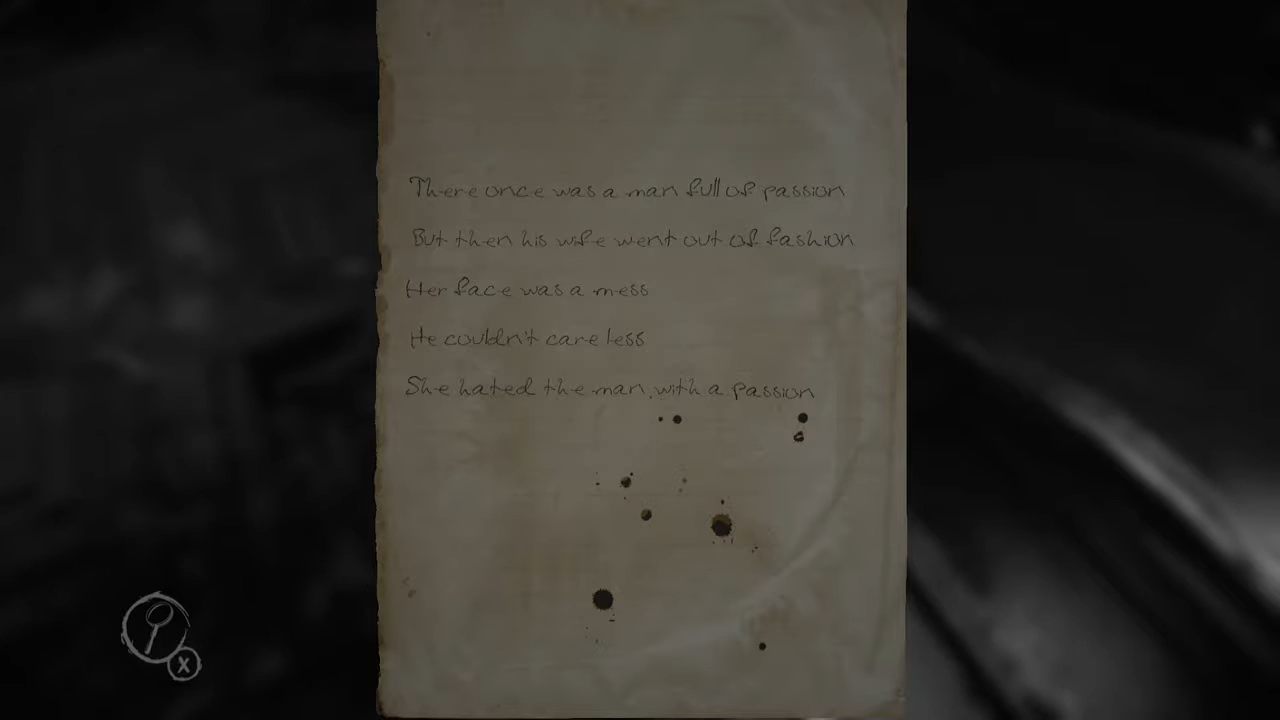 There once was a man full of passion
But then his wife went out of fashion
Her face was a mess
He couldn't care less
She hated the man, with a passion
X